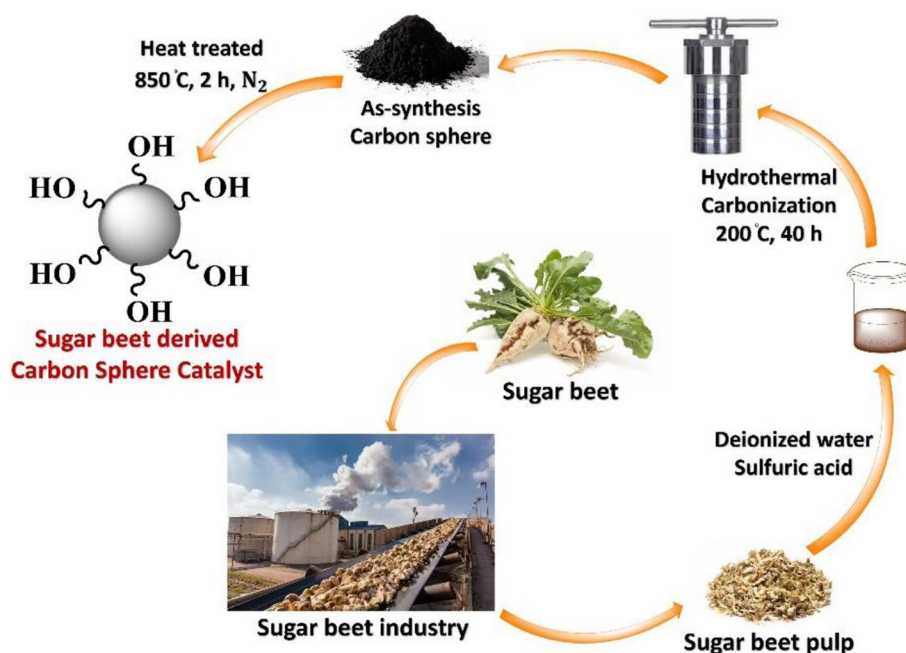 Heat treated
850°C, 2 h, N₂
As-synthesis
Carbon sphere
Hydrothermal
Carbonization
200°C, 40 h
OH
HO
OH
HO
OH
OH
Sugar beet derived
Carbon Sphere Catalyst
Sugar beet
Deionized water
Sulfuric acid
Sugar beet industry
Sugar beet pulp